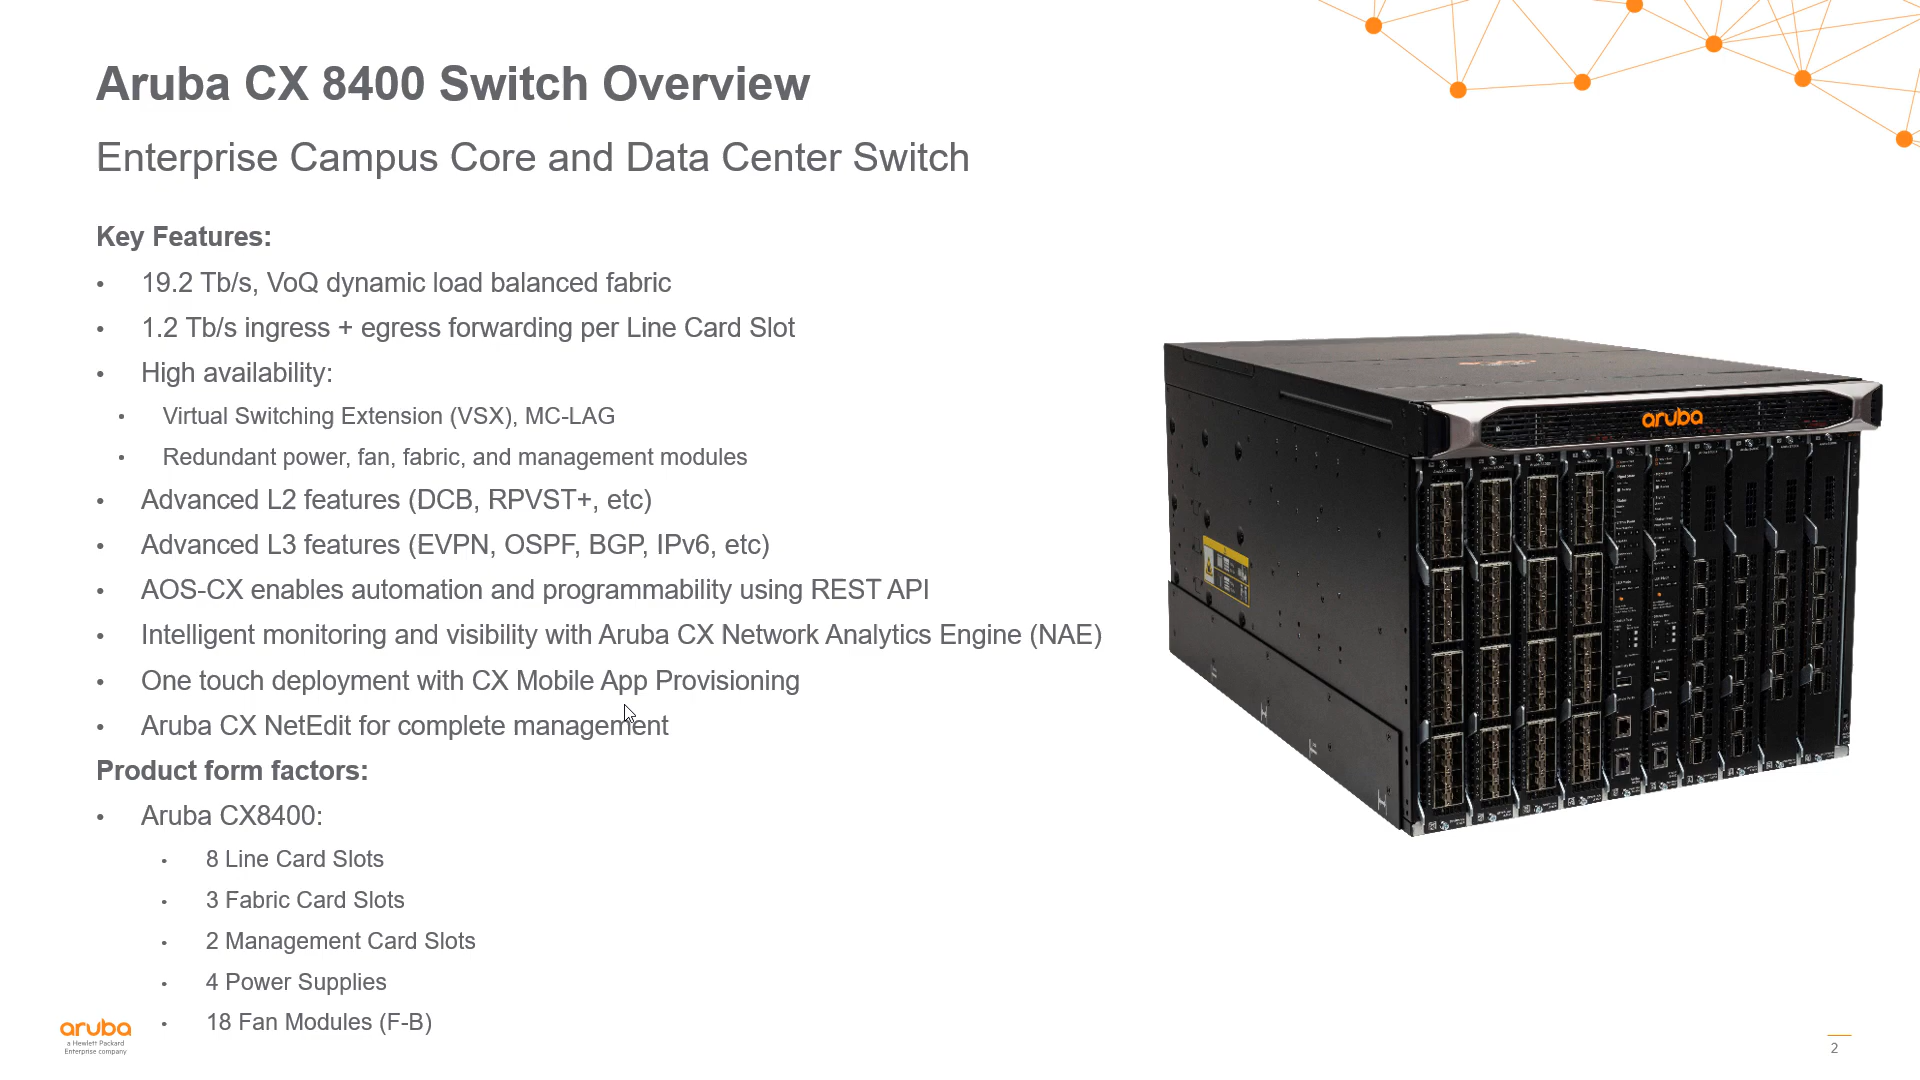 Aruba CX 8400 Switch Overview
Enterprise Campus Core and Data Center Switch
Key Features:
• 19.2 Tb/s, VoQ dynamic load balanced fabric
• 1.2 Tb/s ingress + egress forwarding per Line Card Slot
• High availability:
• Virtual Switching Extension (VSX), MC-LAG
• Redundant power, fan, fabric, and management modules
• Advanced L2 features (DCB, RPVST+, etc)
• Advanced L3 features (EVPN, OSPF, BGP, IPv6, etc)
• AOS-CX enables automation and programmability using REST API
• Intelligent monitoring and visibility with Aruba CX Network Analytics Engine (NAE)
• One touch deployment with CX Mobile App Provisioning
• Aruba CX NetEdit for complete management
Product form factors:
• Aruba CX8400:
• 8 Line Card Slots
• 3 Fabric Card Slots
• 2 Management Card Slots
• 4 Power Supplies
• 18 Fan Modules (F-B)
aruba
aruba
a Hewlett Packard
Enterprise company
2